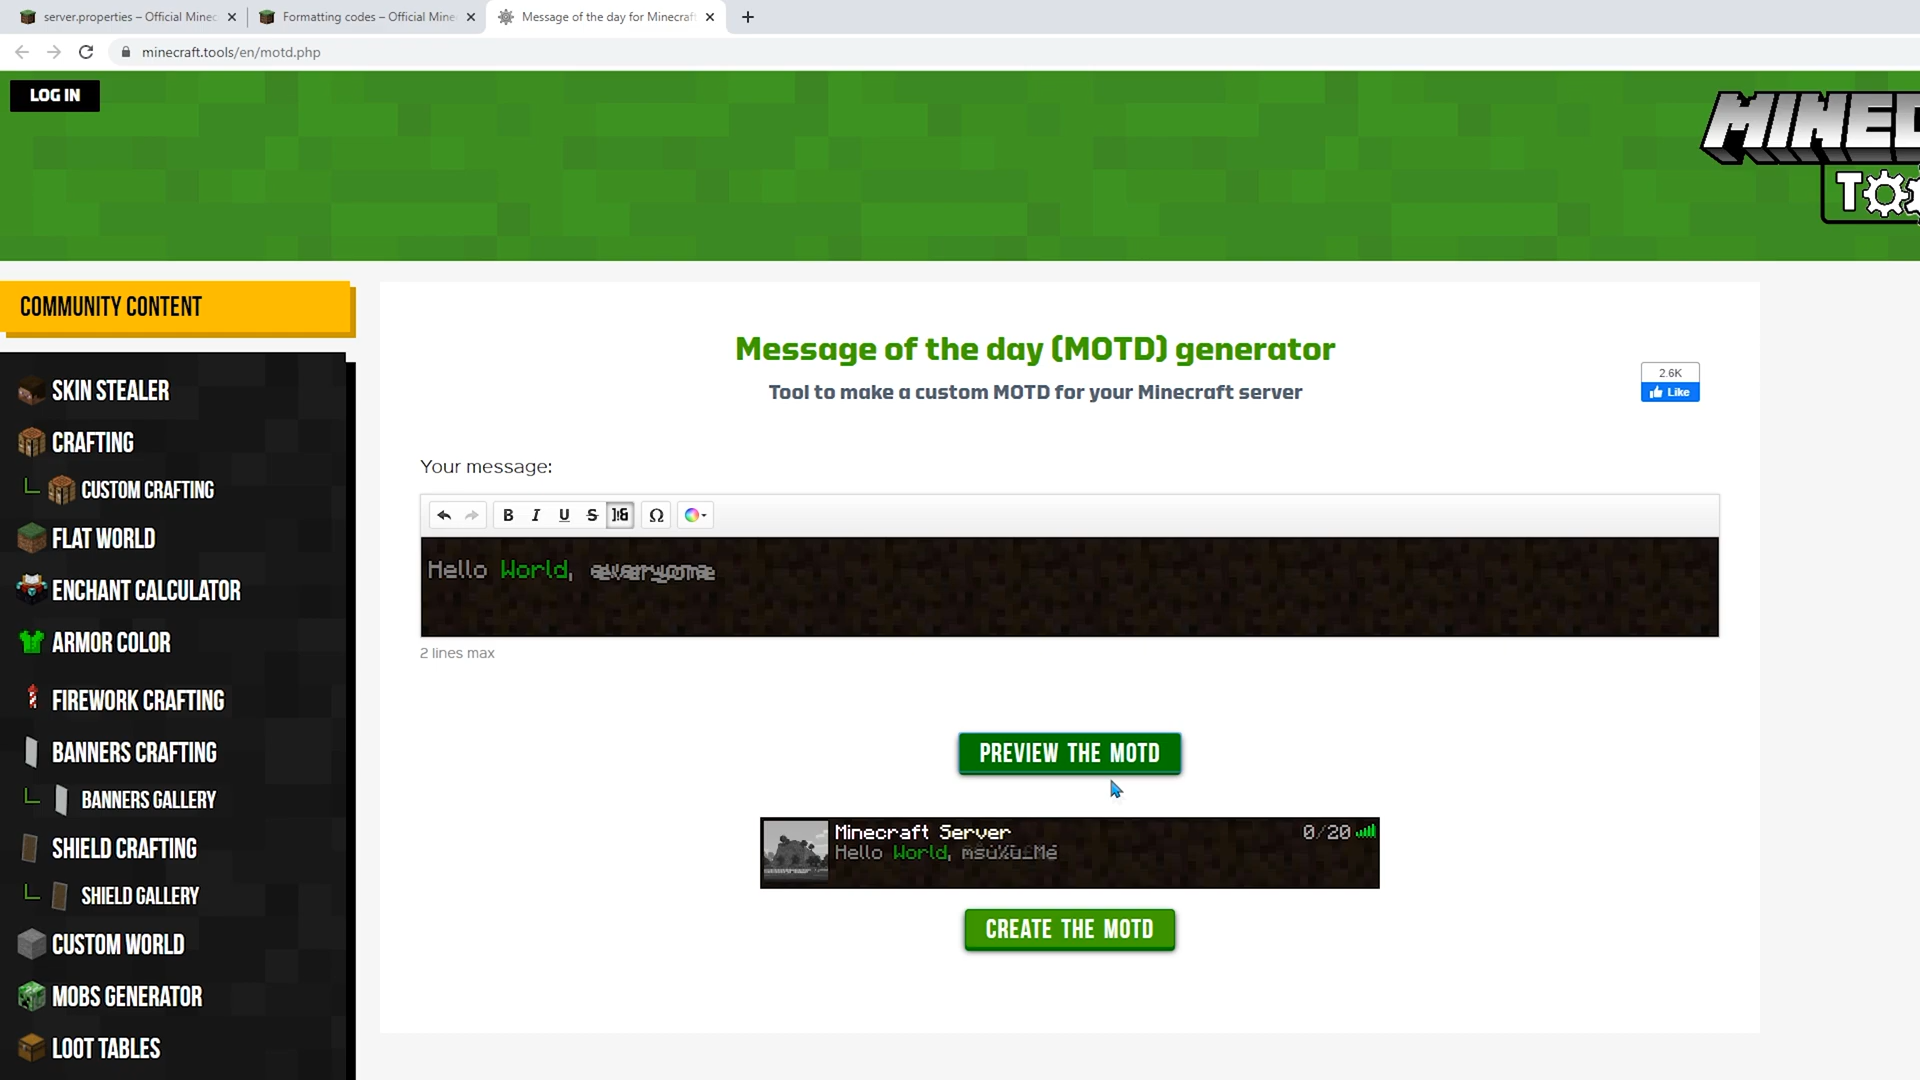 server.properties – Official Minec
Formatting codes – Official Mine
Message of the day for Minecraft
minecraft.tools/en/motd.php
LOG IN
COMMUNITY CONTENT
SKIN STEALER
CRAFTING
CUSTOM CRAFTING
FLAT WORLD
ENCHANT CALCULATOR
ARMOR COLOR
FIREWORK CRAFTING
BANNERS CRAFTING
BANNERS GALLERY
SHIELD CRAFTING
SHIELD GALLERY
CUSTOM WORLD
MOBS GENERATOR
LOOT TABLES
Message of the day (MOTD) generator
Tool to make a custom MOTD for your Minecraft server
2.6K
Like
Your message:
B I U S Ω
Hello World,
2 lines max
PREVIEW THE MOTD
Minecraft Server 0/20
Hello World,
CREATE THE MOTD